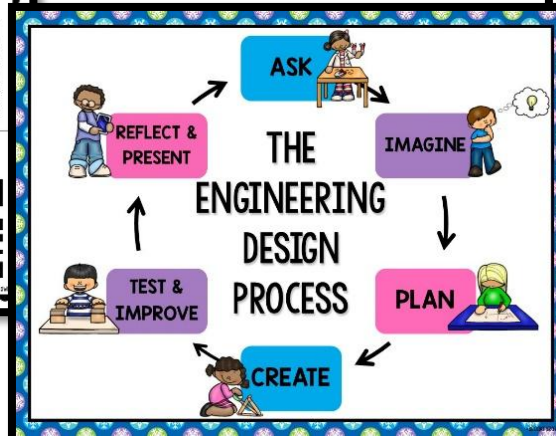 ASK
IMAGINE
PLAN
CREATE
TEST &
IMPROVE
REFLECT &
PRESENT
THE
ENGINEERING
DESIGN
PROCESS